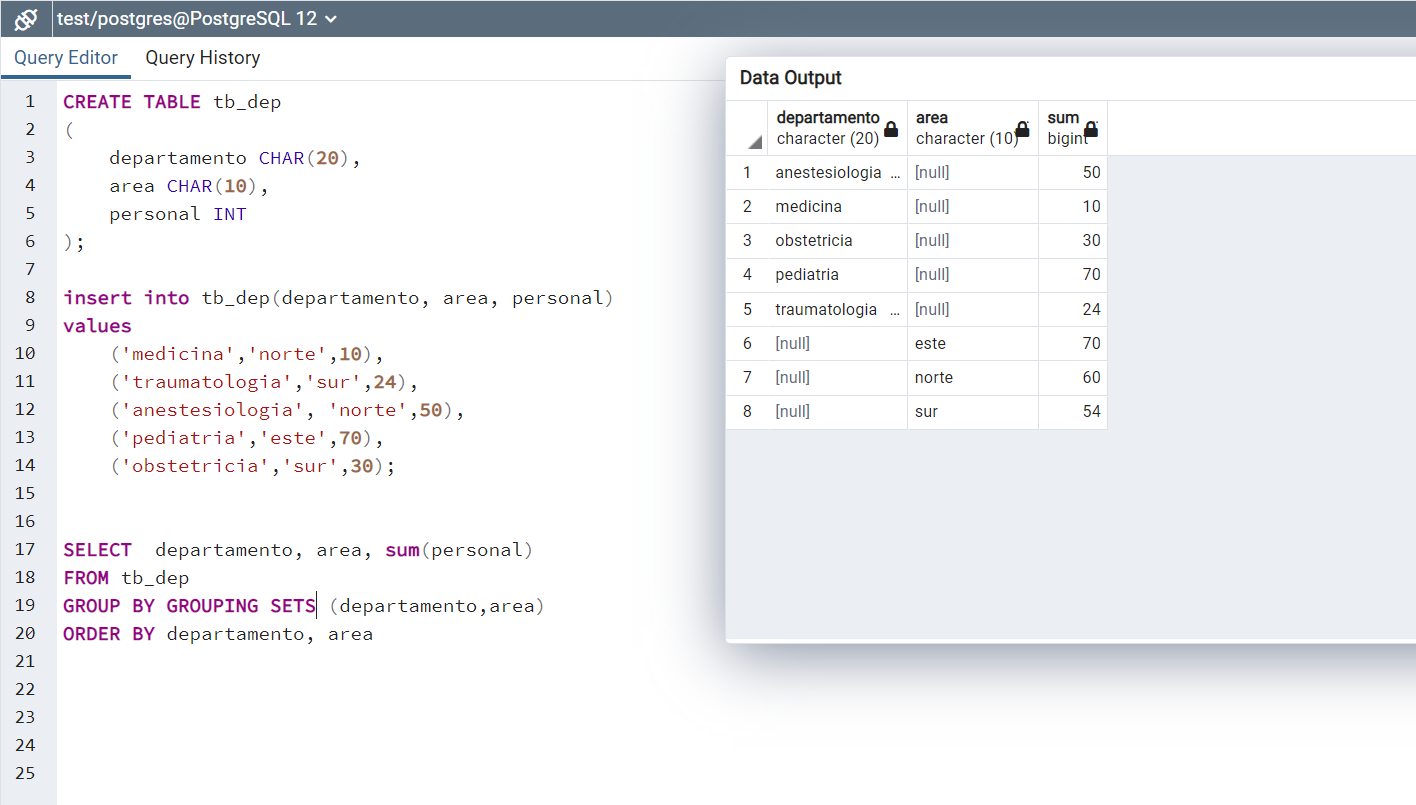 test/postgres@PostgreSQL 12
Query Editor Query History
1 CREATE TABLE tb_dep
2 (
3 departamento CHAR(20),
4 area CHAR(10),
5 personal INT
6 );
7
8 insert into tb_dep(departamento, area, personal)
9 values
10 ('medicina','norte',10),
11 ('traumatologia','sur',24),
12 ('anestesiologia', 'norte',50),
13 ('pediatria','este',70),
14 ('obstetricia','sur',30);
15
16
17 SELECT  departamento, area, sum(personal)
18 FROM tb_dep
19 GROUP BY GROUPING SETS (departamento,area)
20 ORDER BY departamento, area
21
22
23
24
25
Data Output
departamento area sum
character (20) character (10) bigint
1 anestesiologia ... [null] 50
2 medicina [null] 10
3 obstetricia [null] 30
4 pediatria [null] 70
5 traumatologia ... [null] 24
6 [null] este 70
7 [null] norte 60
8 [null] sur 54